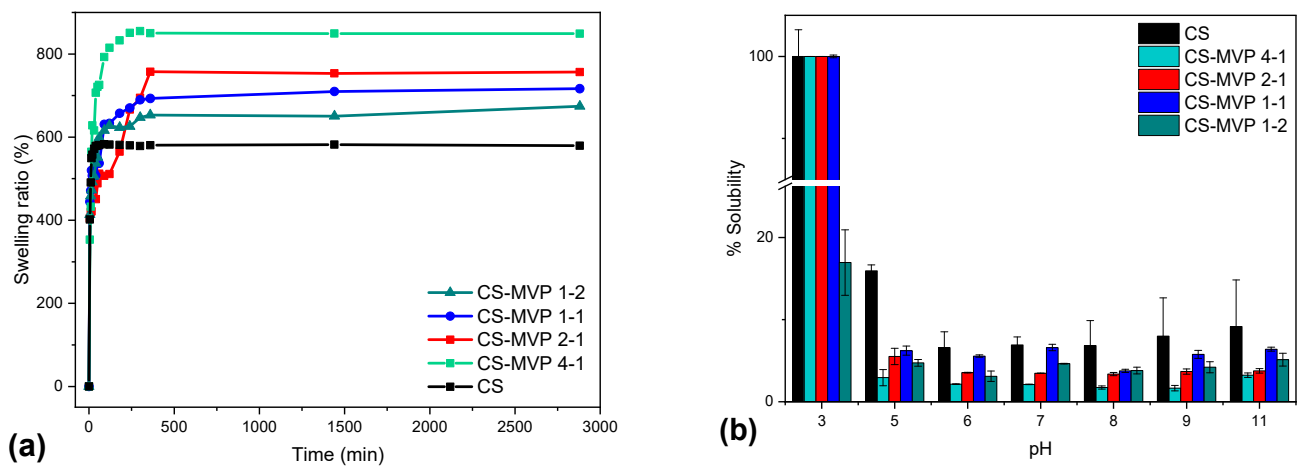 800
600
400
200
0
Swelling ratio (%)
CS-MVP 1-2
CS-MVP 1-1
CS-MVP 2-1
CS-MVP 4-1
CS
0 500 1000 1500 2000 2500 3000
Time (min)
(a)
100
20
0
% Solubility
CS
CS-MVP 4-1
CS-MVP 2-1
CS-MVP 1-1
CS-MVP 1-2
3 5 6 7 8 9 11
pH
(b)